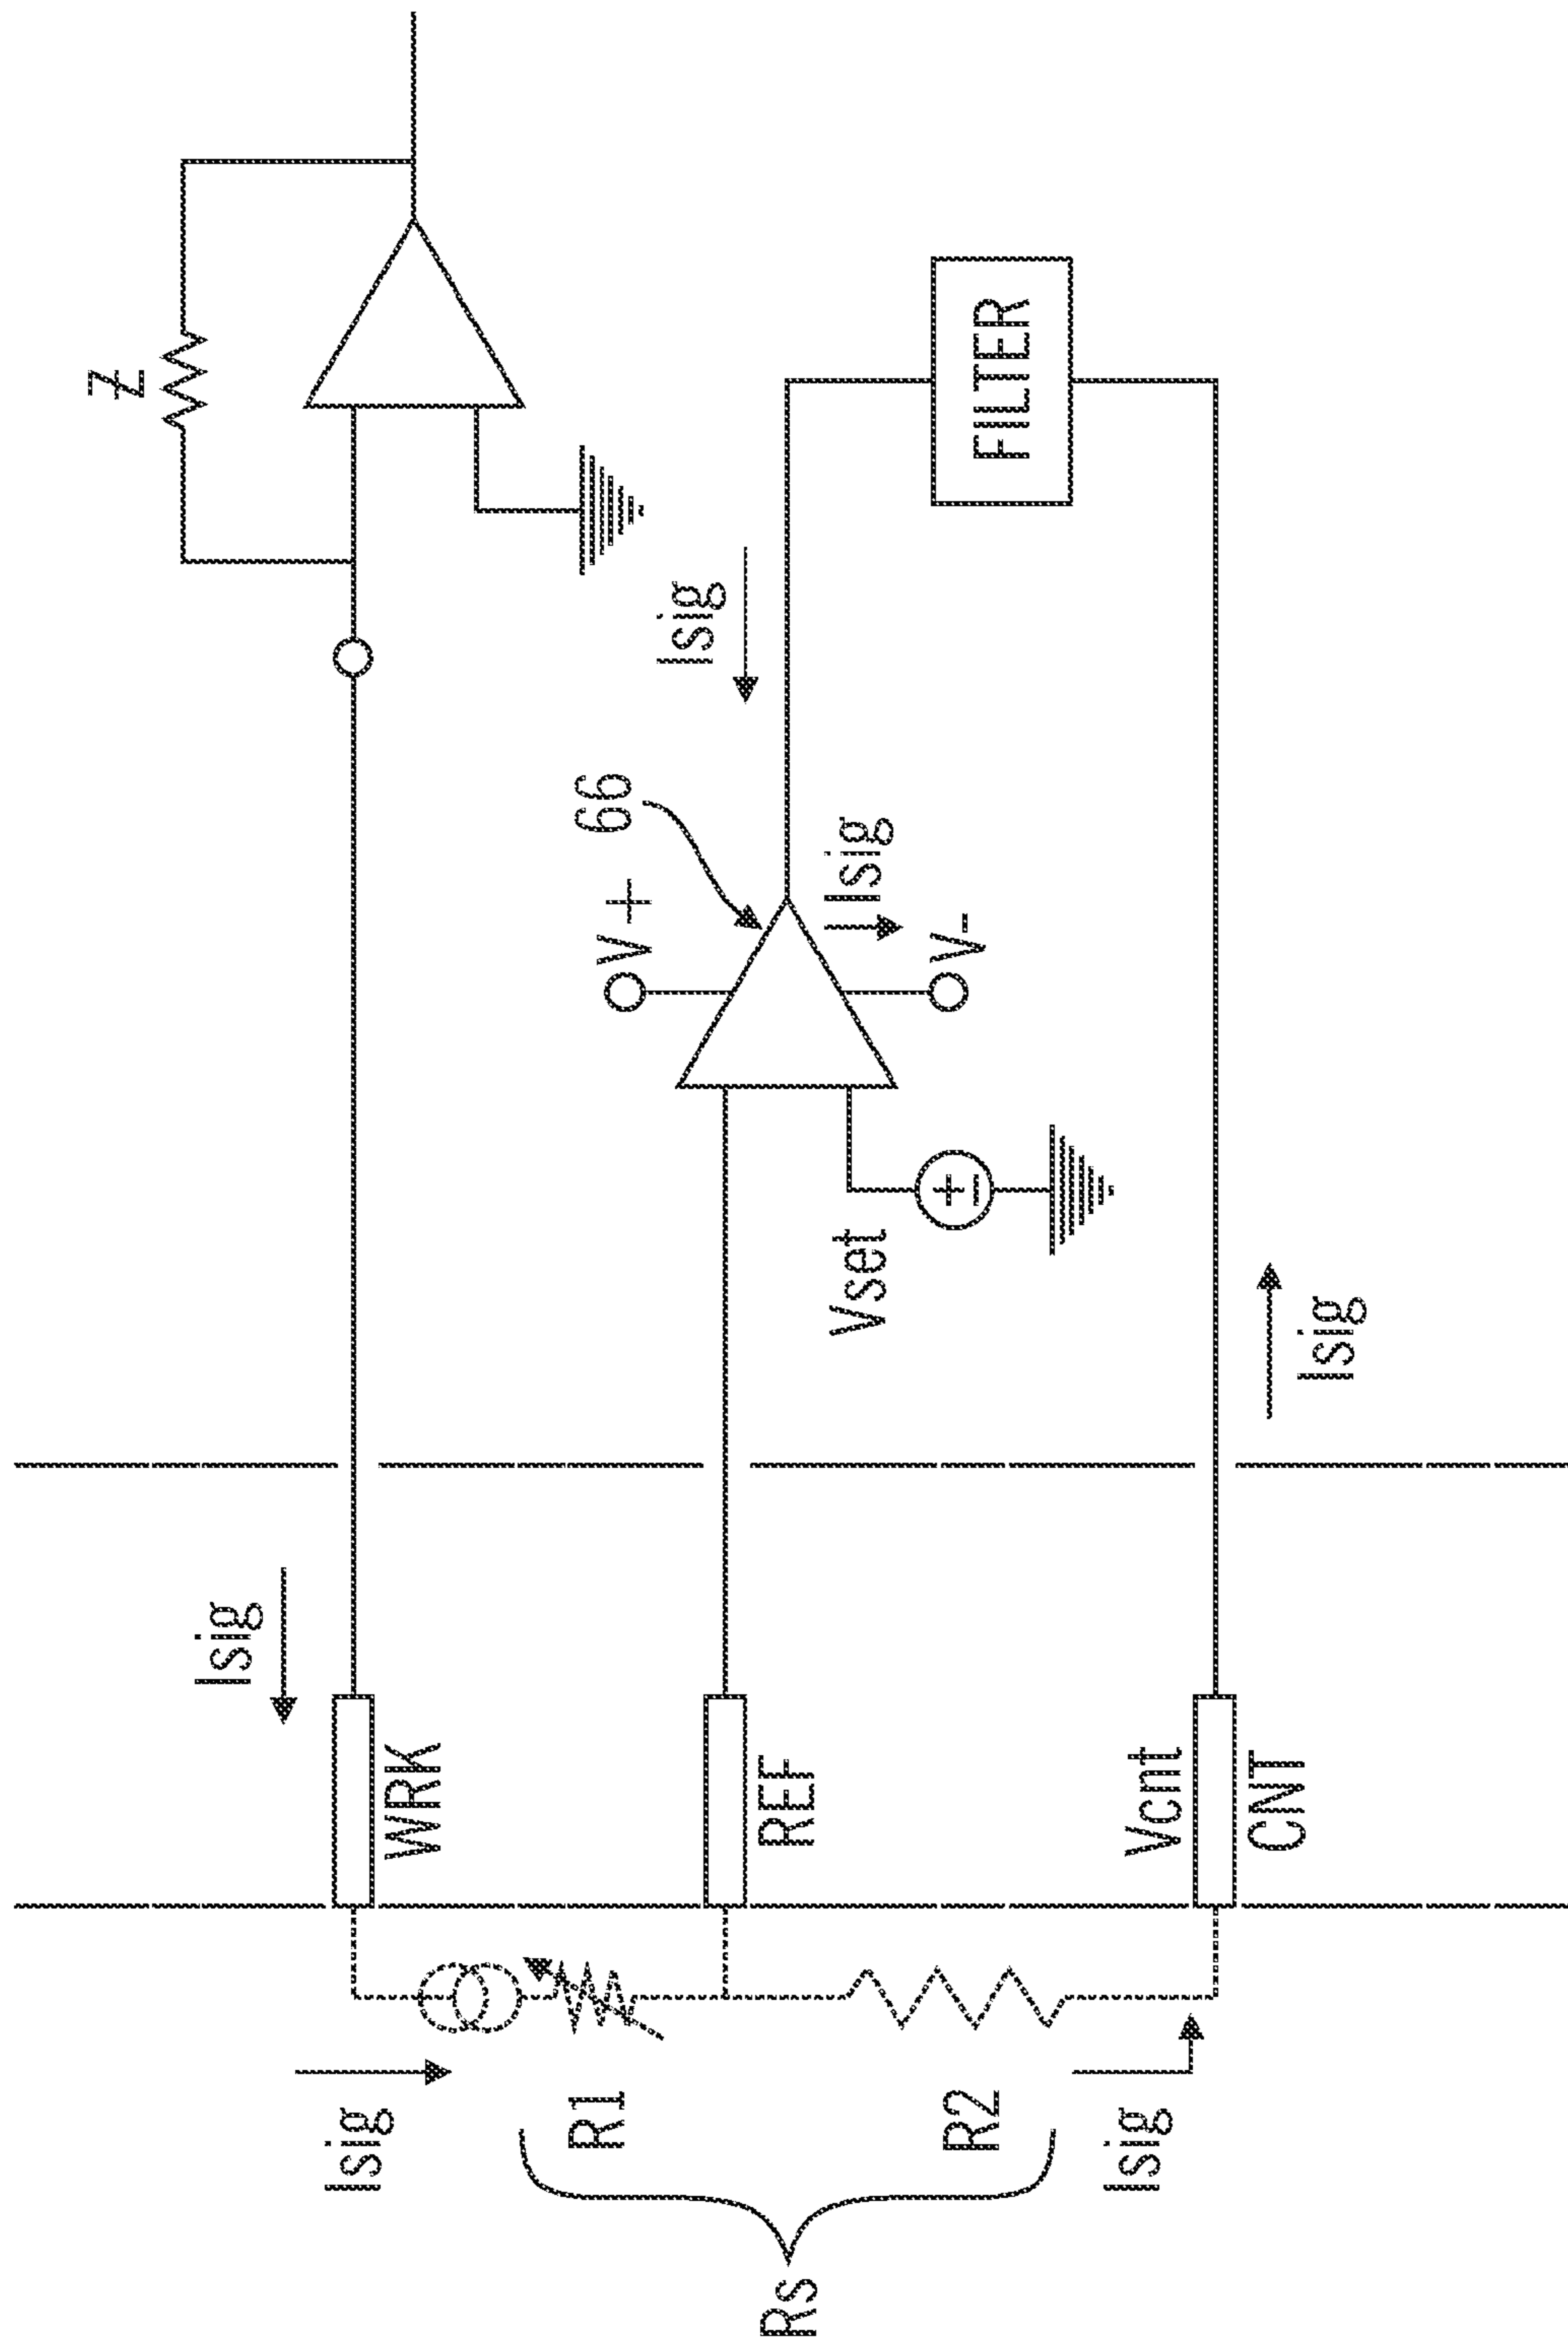 Z
Isig
66
V+
Isig
V-
FILTER
Vset
Isig
Isig
WRK
REF
Vcnt
CNT
Isig
R1
R2
Isig
Rs